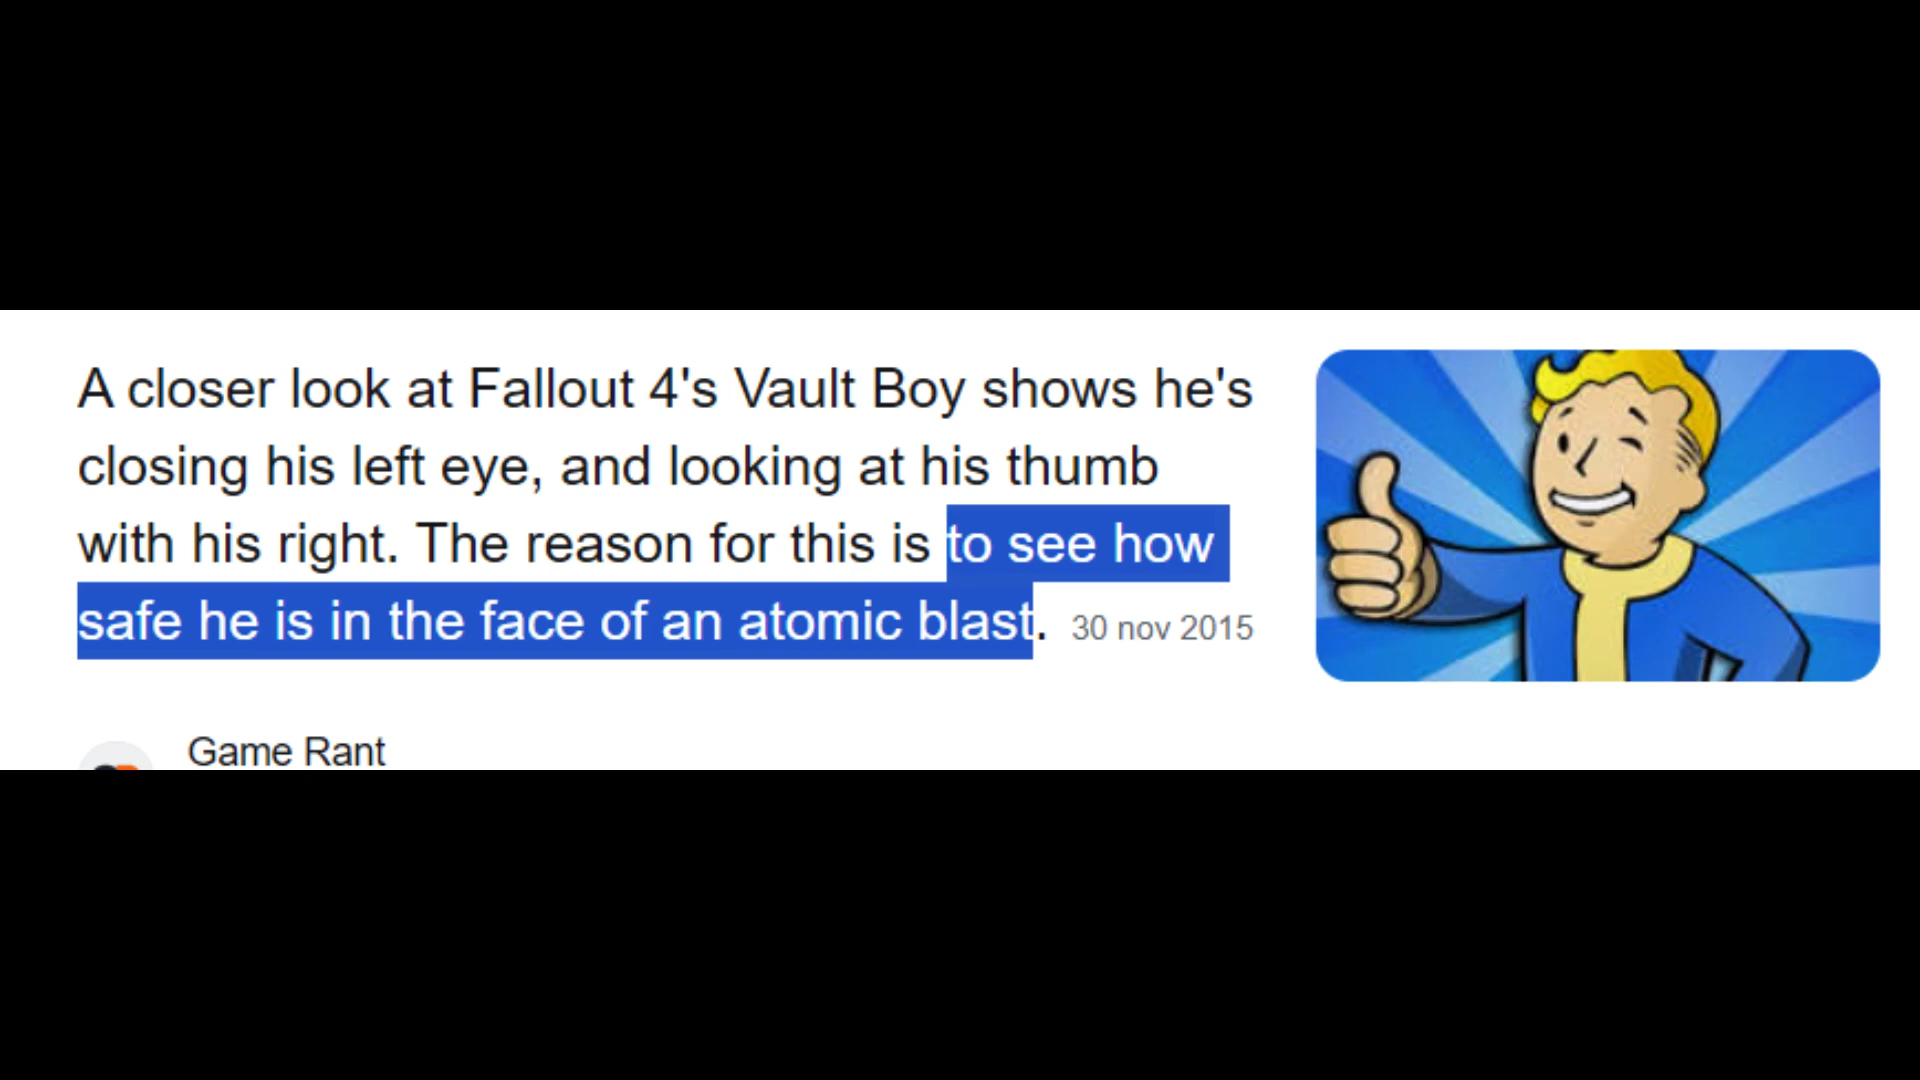 A closer look at Fallout 4's Vault Boy shows he's
closing his left eye, and looking at his thumb
with his right. The reason for this is to see how
safe he is in the face of an atomic blast. 30 nov 2015
Game Rant